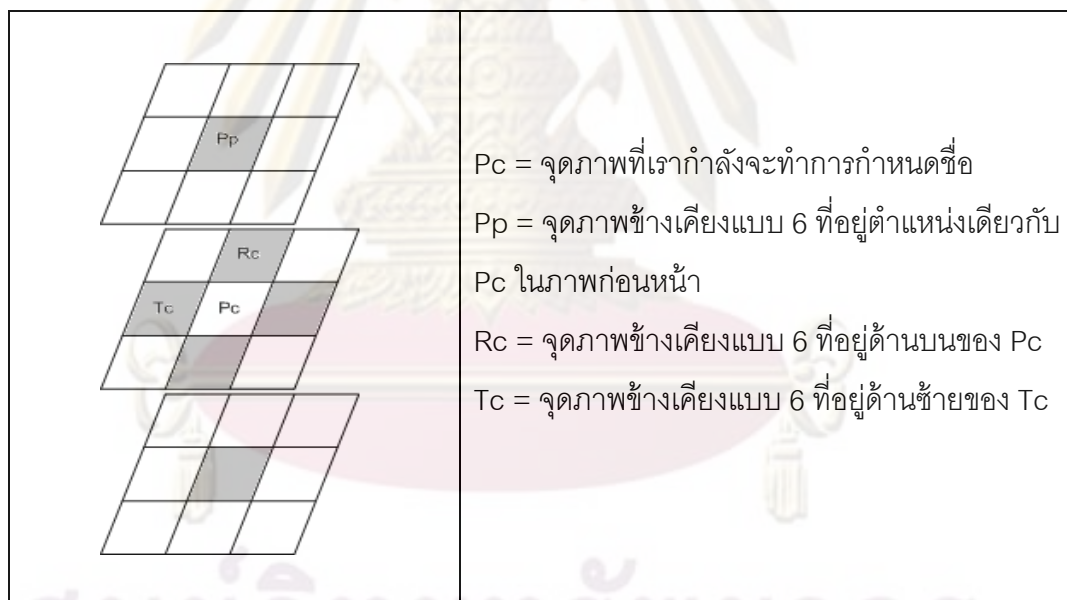 Pp
Rc
Tc Pc
Pc = จุดภาพที่เรากำลังจะทำการกำหนดชื่อ
Pp = จุดภาพข้างเคียงแบบ 6 ที่อยู่ตำแหน่งเดียวกับ
Pc ในภาพก่อนหน้า
Rc = จุดภาพข้างเคียงแบบ 6 ที่อยู่ด้านบนของ Pc
Tc = จุดภาพข้างเคียงแบบ 6 ที่อยู่ด้านซ้ายของ Tc